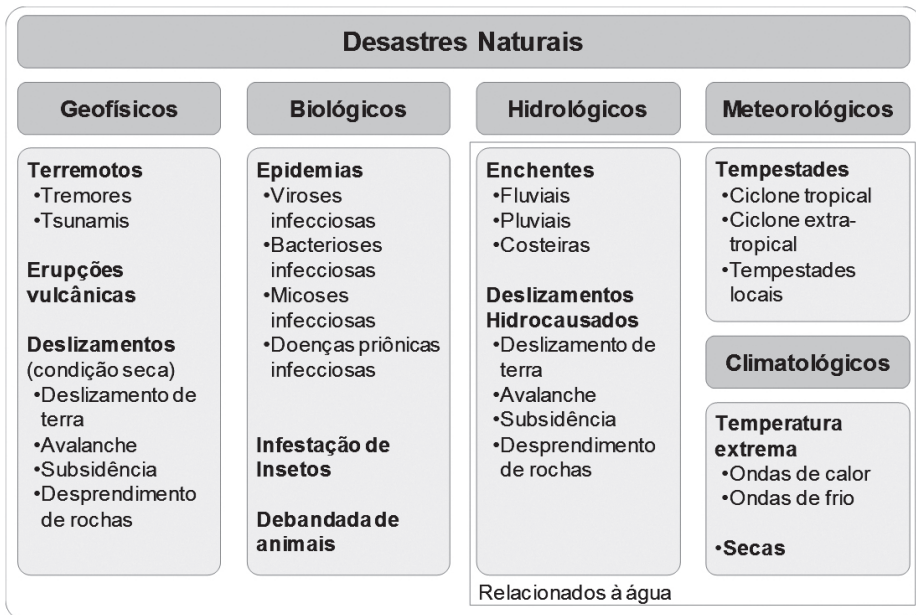 Desastres Naturais
Geofísicos
Terremotos
•Tremores
•Tsunamis
Erupções
vulcânicas
Deslizamentos
(condição seca)
•Deslizamento de
terra
•Avalanche
•Subsidência
•Desprendimento
de rochas
Biológicos
Epidemias
•Viroses
infecciosas
•Bacterioses
infecciosas
•Micoses
infecciosas
•Doenças priônicas
infecciosas
Infestação de
Insetos
Debandada de
animais
Hidrológicos
Enchentes
•Fluviais
•Pluviais
•Costeiras
Deslizamentos
Hidrocausados
•Deslizamento de
terra
•Avalanche
•Subsidência
•Desprendimento
de rochas
Meteorológicos
Tempestades
•Ciclone tropical
•Ciclone extra-
tropical
•Tempestades
locais
Climatológicos
Temperatura
extrema
•Ondas de calor
•Ondas de frio
•Secas
Relacionados à água